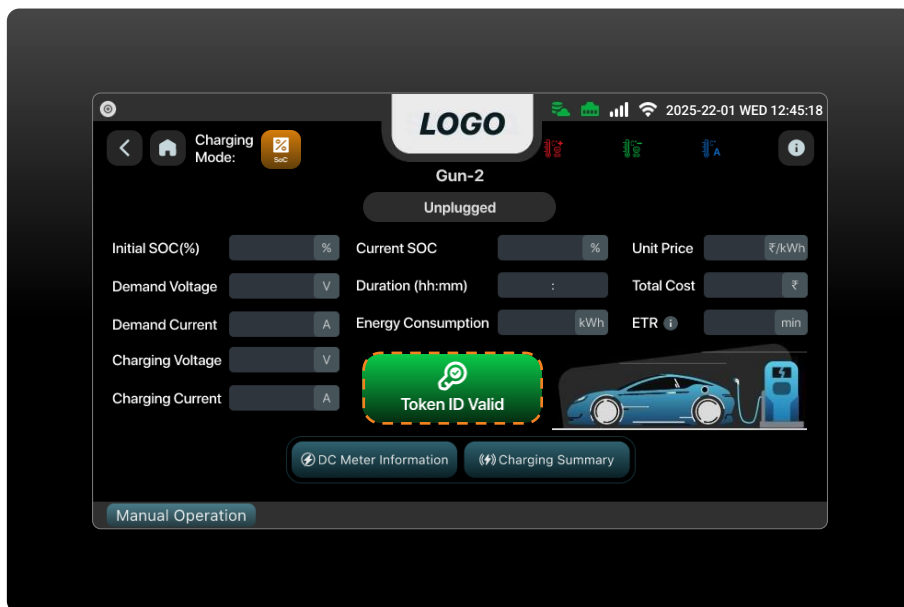 LOGO
2025-22-01 WED 12:45:18
Charging
Mode:
SoC
A
Gun-2
Unplugged
Initial SOC(%) %
Current SOC %
Unit Price ₹/kWh
Demand Voltage V
Duration (hh:mm) :
Total Cost ₹
Demand Current A
Energy Consumption kWh
ETR i min
Charging Voltage V
Charging Current A
Token ID Valid
DC Meter Information
Charging Summary
Manual Operation